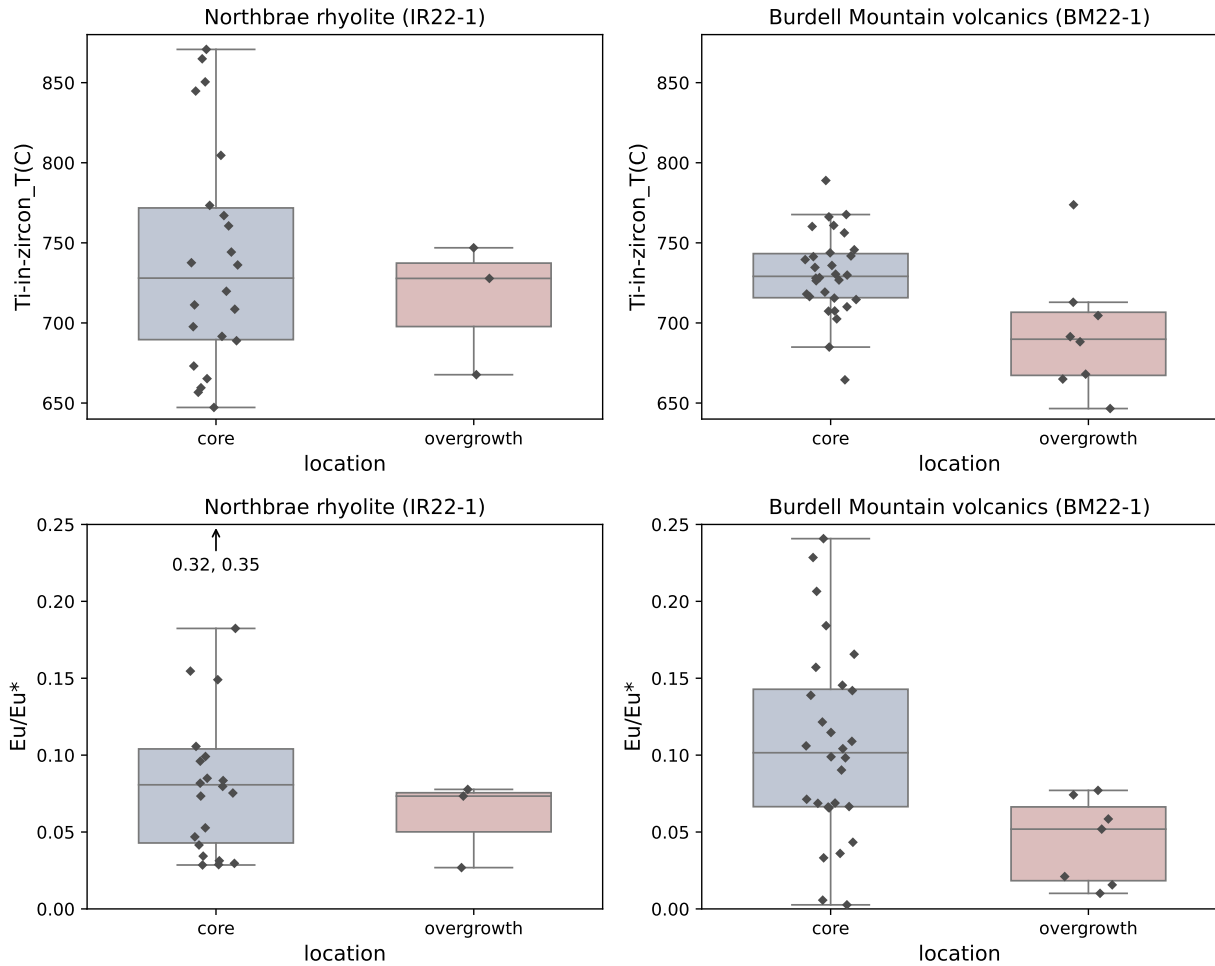 Northbrae rhyolite (IR22-1)
Burdell Mountain volcanics (BM22-1)
Ti-in-zircon_T(C)
850
800
750
700
650
core
overgrowth
location
Ti-in-zircon_T(C)
850
800
750
700
650
core
overgrowth
location
Northbrae rhyolite (IR22-1)
Burdell Mountain volcanics (BM22-1)
Eu/Eu*
0.25
0.20
0.15
0.10
0.05
0.00
0.32, 0.35
core
overgrowth
location
Eu/Eu*
0.25
0.20
0.15
0.10
0.05
0.00
core
overgrowth
location